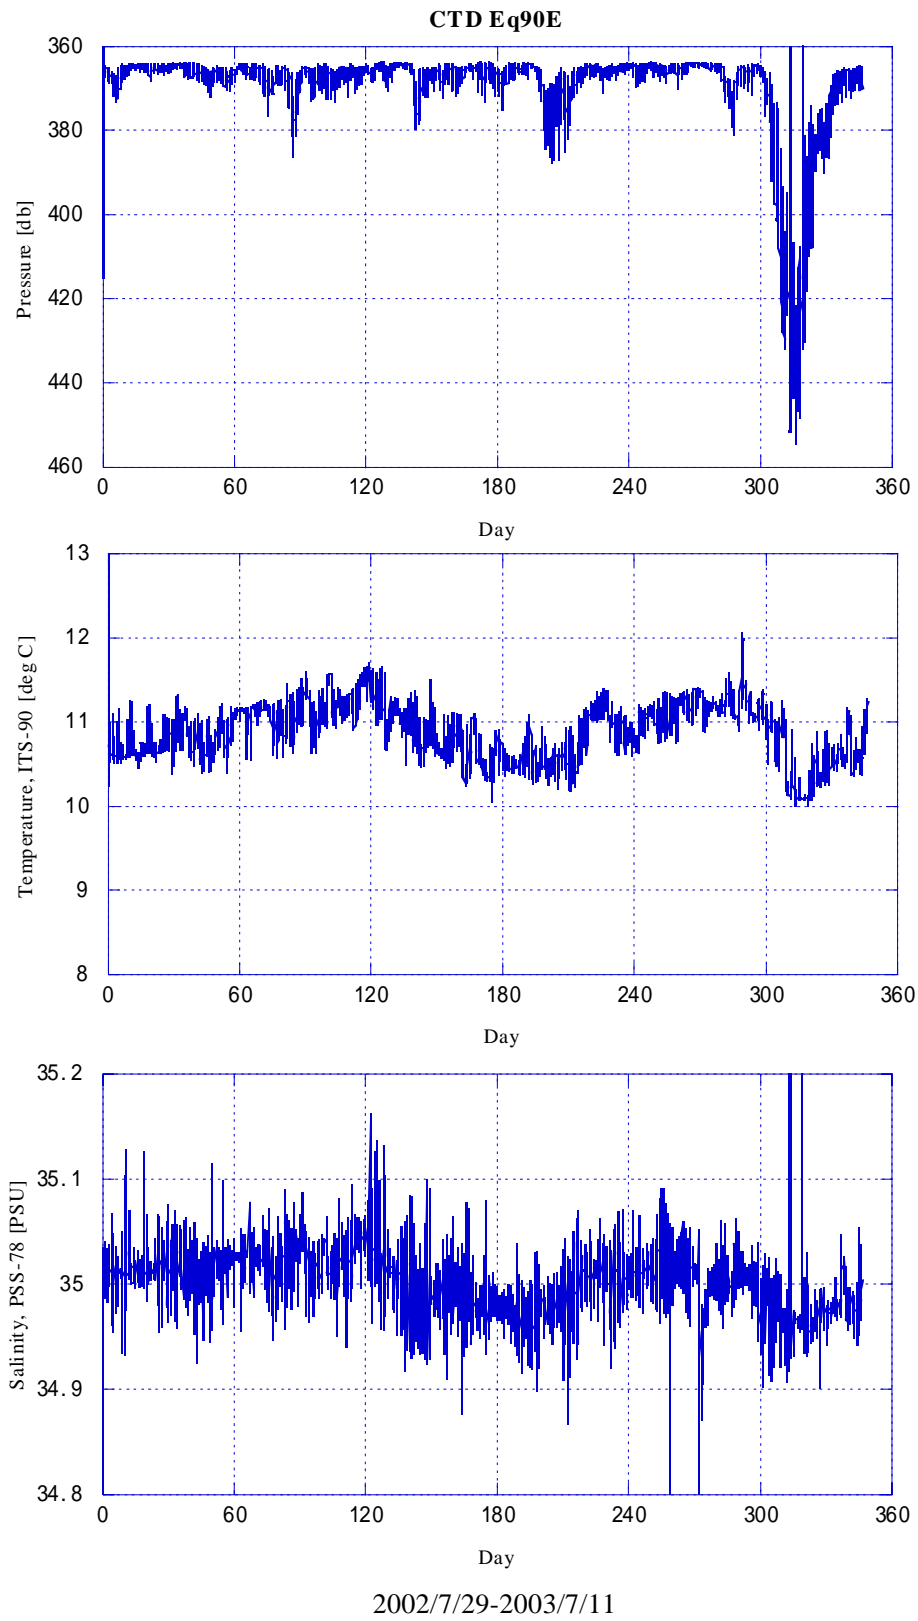 CTD Eq90E
360
380
400
420
440
460
Pressure [db]
0 60 120 180 240 300 360
Day
13
12
11
10
9
8
Temperature, ITS-90 [deg C]
0 60 120 180 240 300 360
Day
35.2
35.1
35
34.9
34.8
Salinity, PSS-78 [PSU]
0 60 120 180 240 300 360
Day
2002/7/29-2003/7/11